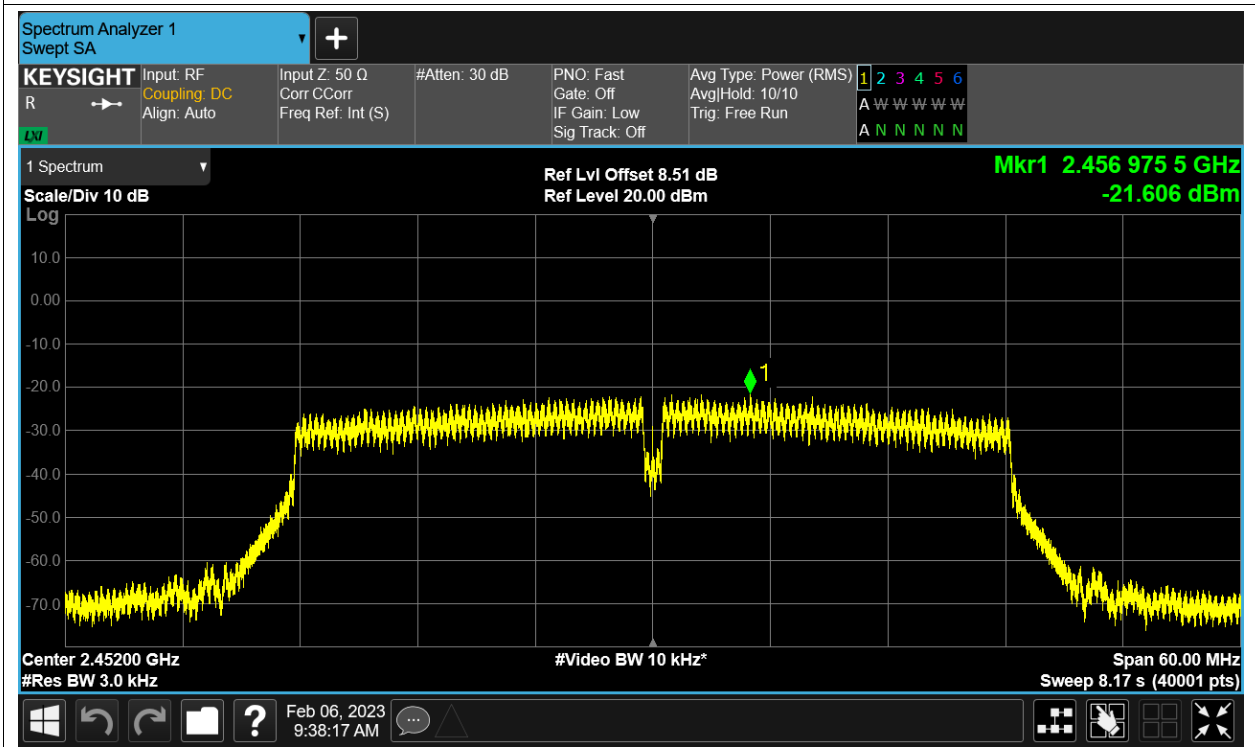 Spectrum Analyzer 1
Swept SA
KEYSIGHT
R
LXI
Input: RF
Coupling: DC
Align: Auto
Input Z: 50 Ω
Corr CCorr
Freq Ref: Int (S)
#Atten: 30 dB
PNO: Fast
Gate: Off
IF Gain: Low
Sig Track: Off
Avg Type: Power (RMS)
Avg|Hold: 10/10
Trig: Free Run
1 2 3 4 5 6
A W W W W W
A N N N N N
1 Spectrum
Scale/Div 10 dB
Log
Ref Lvl Offset 8.51 dB
Ref Level 20.00 dBm
Mkr1 2.456 975 5 GHz
-21.606 dBm
10.0
0.00
-10.0
-20.0
-30.0
-40.0
-50.0
-60.0
-70.0
1
Center 2.45200 GHz
#Res BW 3.0 kHz
#Video BW 10 kHz*
Span 60.00 MHz
Sweep 8.17 s (40001 pts)
?
Feb 06, 2023
9:38:17 AM